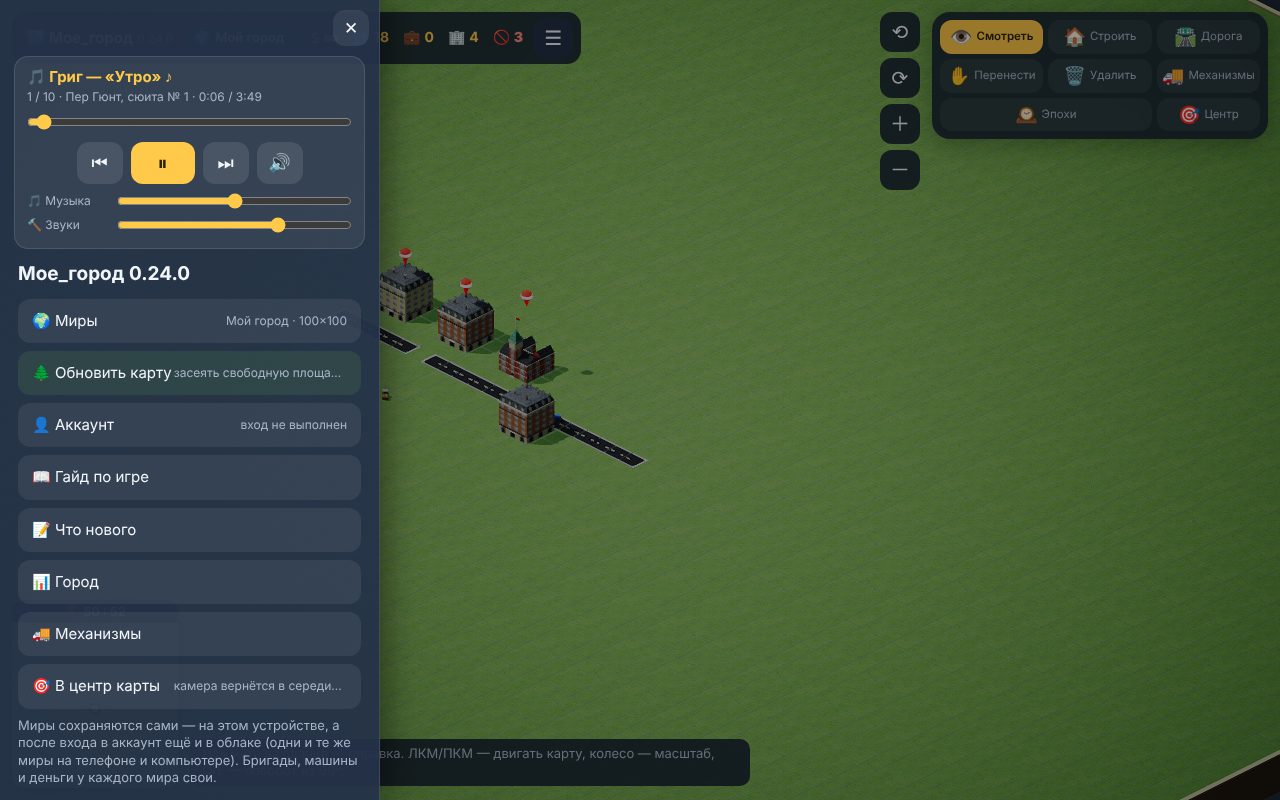 ✕
🎵 Григ — «Утро» ♪
1 / 10 · Пер Гюнт, сюита № 1 · 0:06 / 3:49
🎵 Музыка
🔨 Звуки
Мое_город 0.24.0
🌍 Миры Мой город · 100×100
🌲 Обновить карту засеять свободную площа...
👤 Аккаунт вход не выполнен
📖 Гайд по игре
📝 Что нового
📊 Город
🚚 Механизмы
🎯 В центр карты камера вернётся в середи...
Миры сохраняются сами — на этом устройстве, а
после входа в аккаунт ещё и в облаке (одни и те же
миры на телефоне и компьютере). Бригады, машины
и деньги у каждого мира свои.
8 💼 0 🏢 4 🚫 3 ☰
⟲
⟳
+
−
👁 Смотреть 🏠 Строить 🛣 Дорога
✋ Перенести 🗑 Удалить 🚚 Механизмы
🕰 Эпохи 🎯 Центр
вка. ЛКМ/ПКМ — двигать карту, колесо — масштаб,